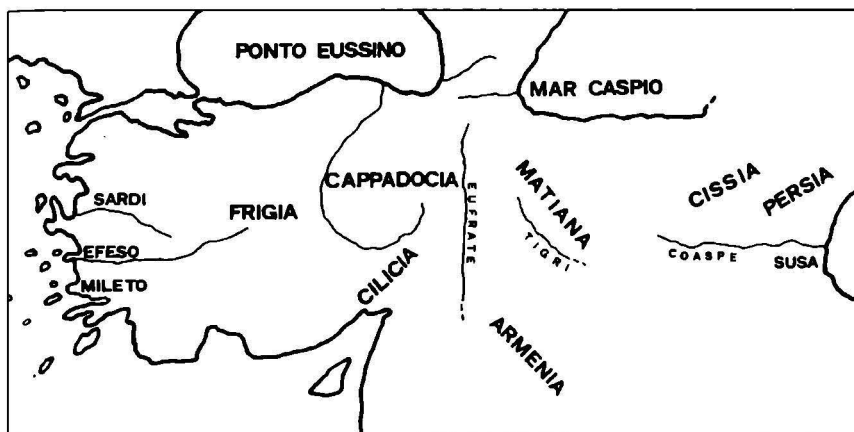 PONTO EUSSINO
MAR CASPIO
SARDI
FRIGIA
CAPPADOCIA
EUFRATE
MATIANA
TIGRI
CISSIA
PERSIA
EFESO
MILETO
CILICIA
COASPE
SUSA
ARMENIA